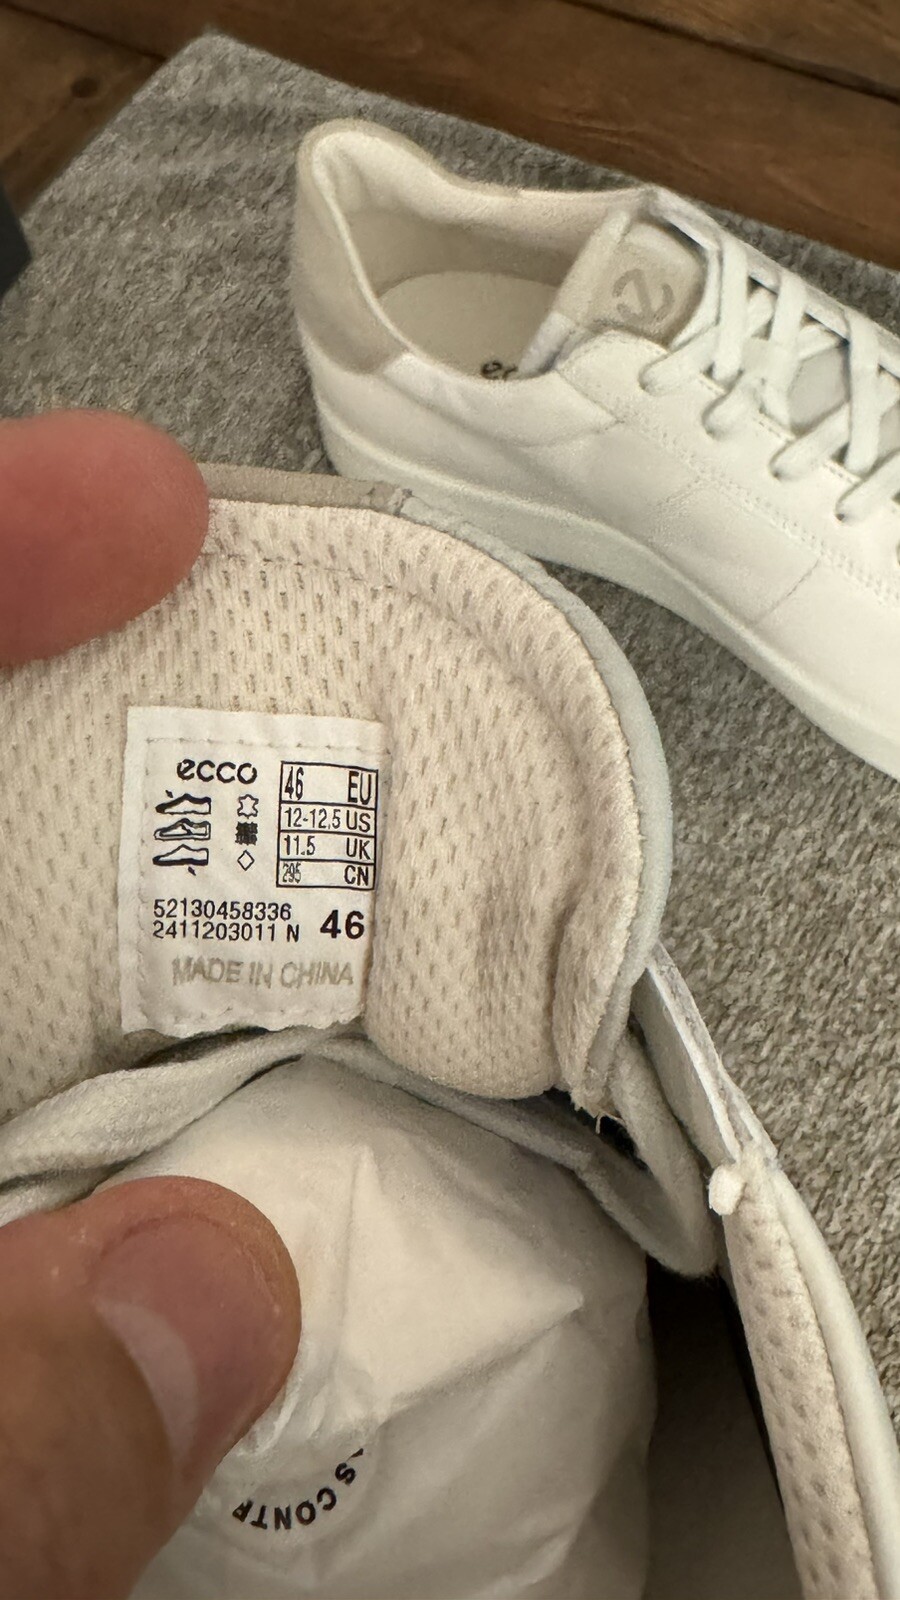 ecco
46 EU
12-12,5 US
11.5 UK
295 CN
52130458336
2411203011 N 46
MADE IN CHINA